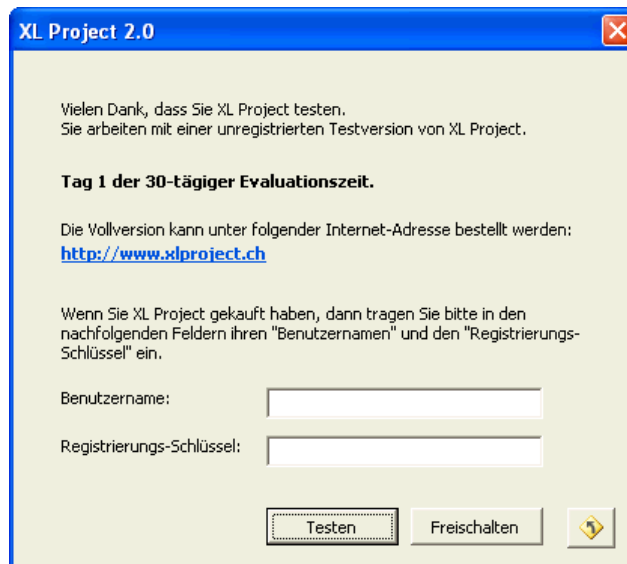 XL Project 2.0
Vielen Dank, dass Sie XL Project testen.
Sie arbeiten mit einer unregistrierten Testversion von XL Project.
Tag 1 der 30-tägiger Evaluationszeit.
Die Vollversion kann unter folgender Internet-Adresse bestellt werden:
http://www.xlproject.ch
Wenn Sie XL Project gekauft haben, dann tragen Sie bitte in den
nachfolgenden Feldern ihren "Benutzernamen" und den "Registrierungs-
Schlüssel" ein.
Benutzername:
Registrierungs-Schlüssel:
Testen Freischalten